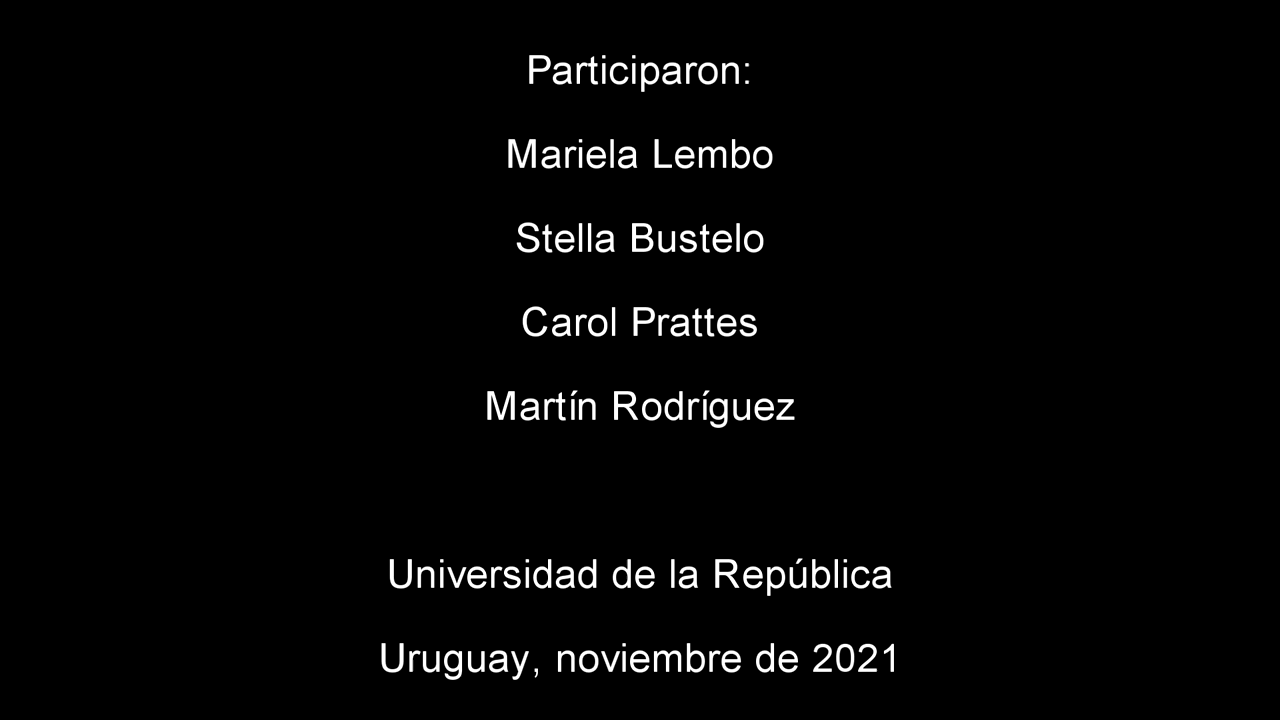 Participaron:
Mariela Lembo
Stella Bustelo
Carol Prattes
Martín Rodríguez
Universidad de la República
Uruguay, noviembre de 2021